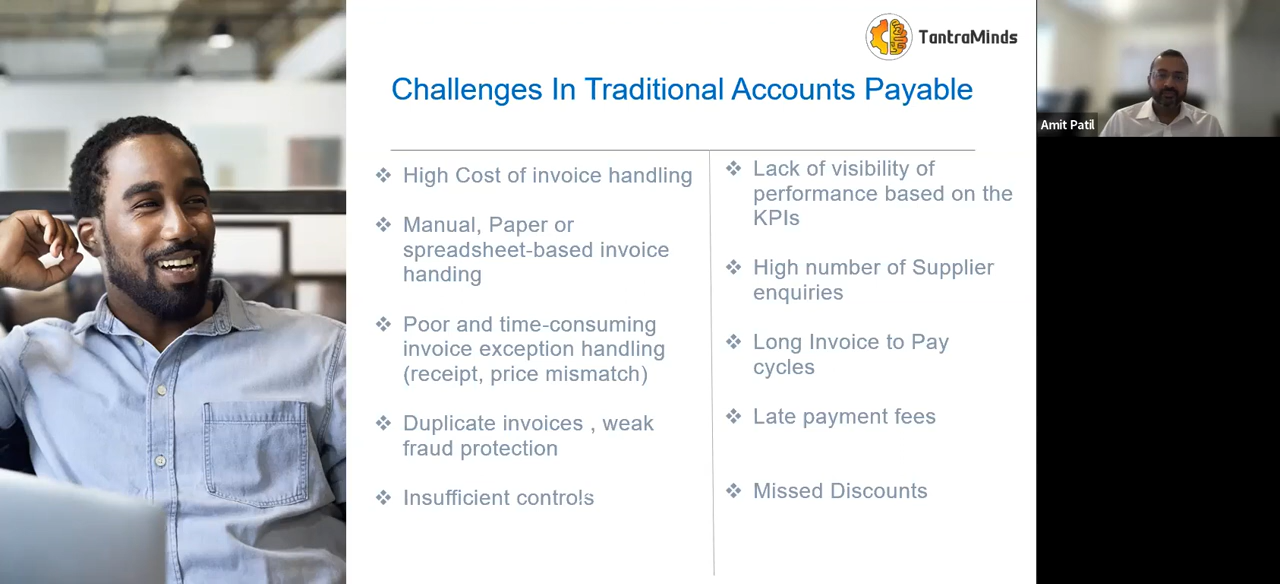 TantraMinds
Challenges In Traditional Accounts Payable
High Cost of invoice handling
Manual, Paper or
spreadsheet-based invoice
handing
Poor and time-consuming
invoice exception handling
(receipt, price mismatch)
Duplicate invoices , weak
fraud protection
Insufficient controls
Lack of visibility of
performance based on the
KPIs
High number of Supplier
enquiries
Long Invoice to Pay
cycles
Late payment fees
Missed Discounts
Amit Patil